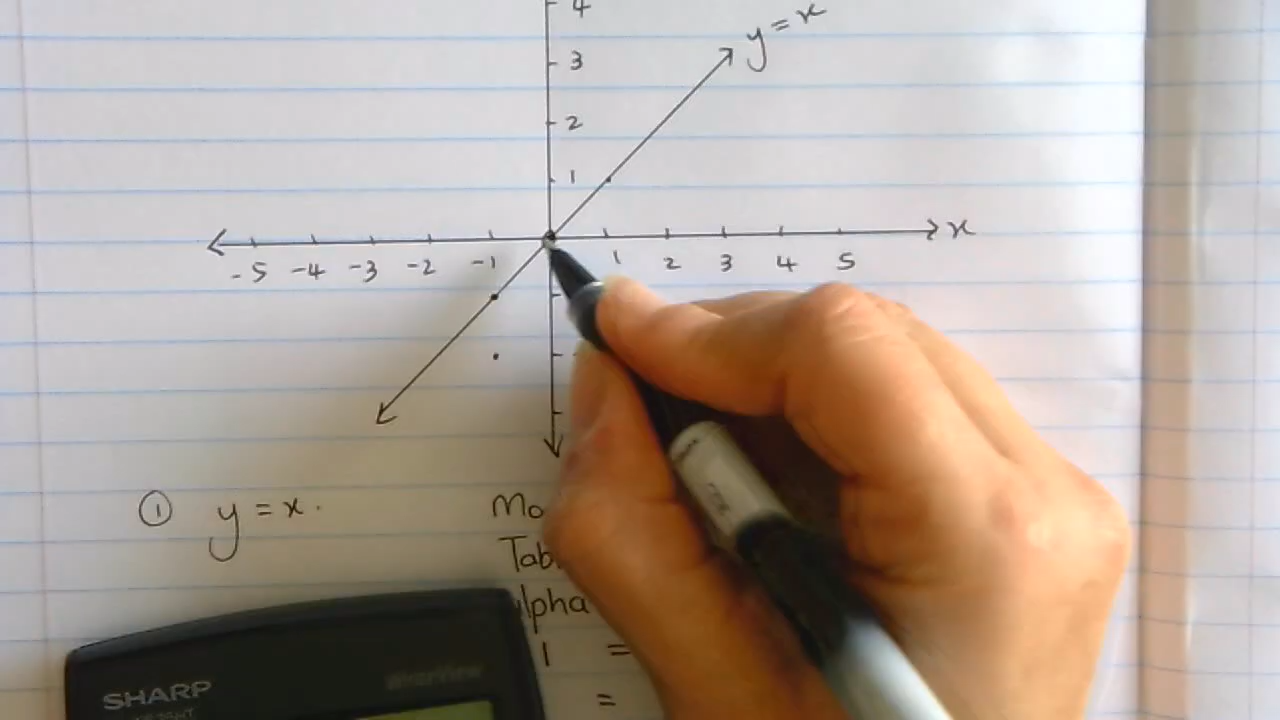 4
y = x
3
2
1
x
-5 -4 -3 -2 -1 1 2 3 4 5
① y = x.
Mo
Tab
alpha
1 =
=
SHARP